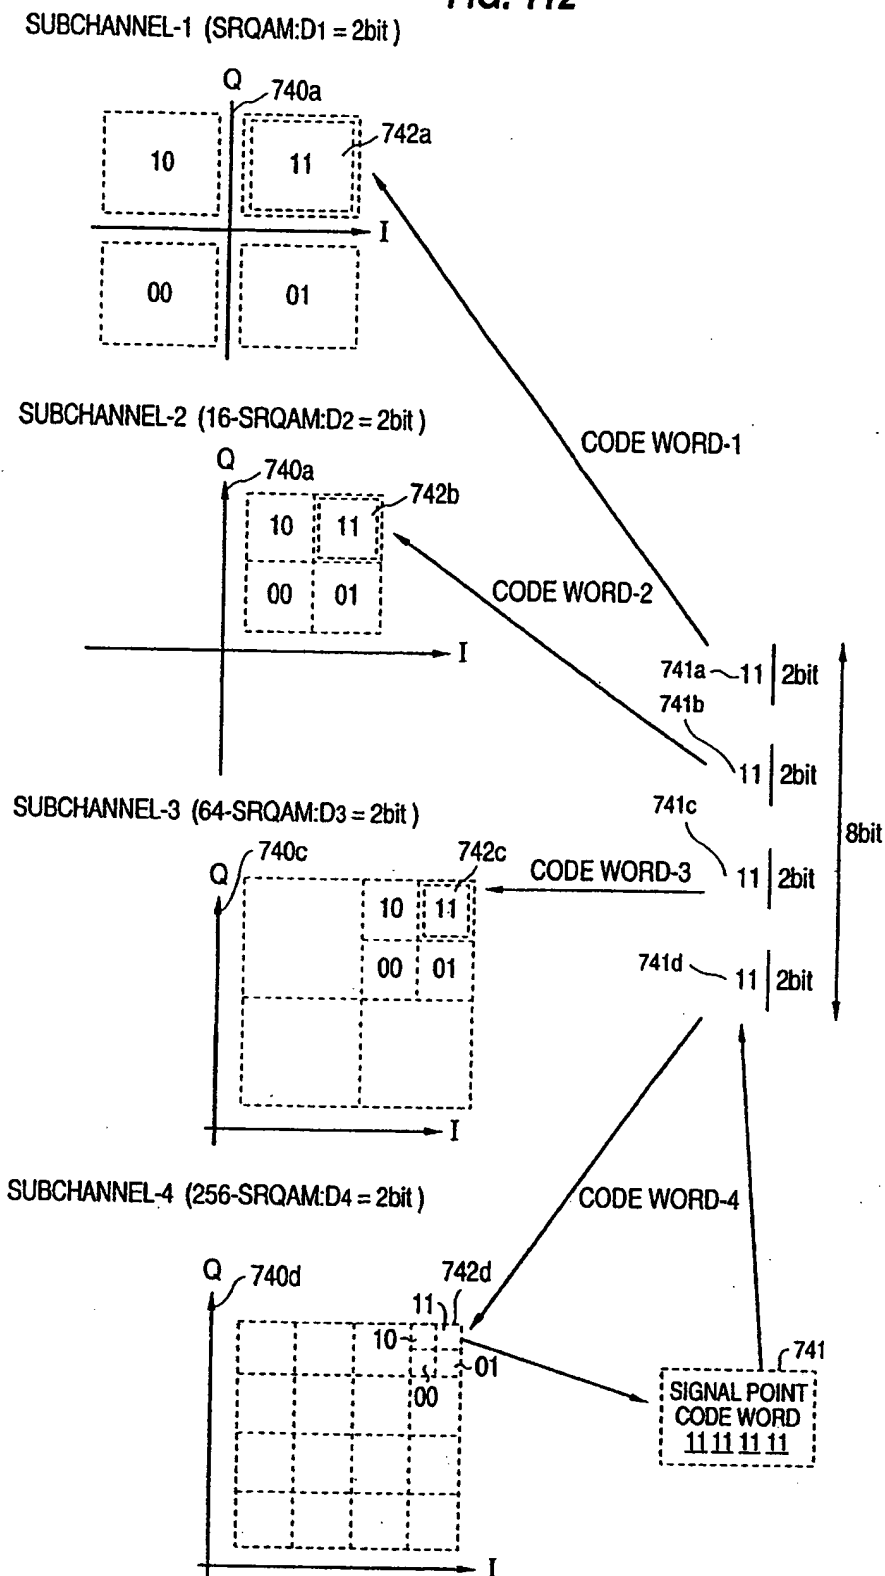 FIG. 112
SUBCHANNEL-1 (SRQAM:D1 = 2bit)
Q
740a
742a
10
11
I
00
01
SUBCHANNEL-2 (16-SRQAM:D2 = 2bit)
Q
740a
742b
10
11
00
01
I
CODE WORD-1
CODE WORD-2
741a
11
2bit
741b
11
2bit
741c
11
2bit
8bit
741d
11
2bit
SUBCHANNEL-3 (64-SRQAM:D3 = 2bit)
Q
740c
742c
CODE WORD-3
10
11
00
01
I
SUBCHANNEL-4 (256-SRQAM:D4 = 2bit)
CODE WORD-4
Q
740d
742d
11
10
01
00
I
741
SIGNAL POINT
CODE WORD
11 11 11 11